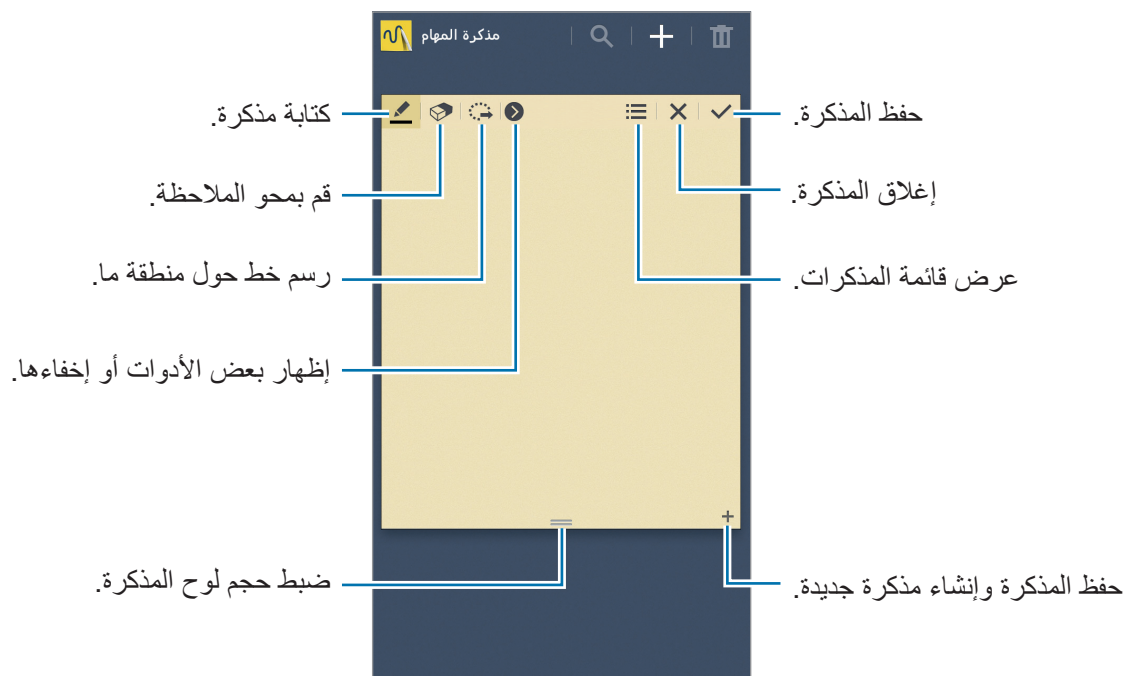 مذكرة المهام
حفظ المذكرة.
كتابة مذكرة.
إغلاق المذكرة.
قم بمحو الملاحظة.
عرض قائمة المذكرات.
رسم خط حول منطقة ما.
إظهار بعض الأدوات أو إخفاءها.
حفظ المذكرة وإنشاء مذكرة جديدة.
ضبط حجم لوح المذكرة.